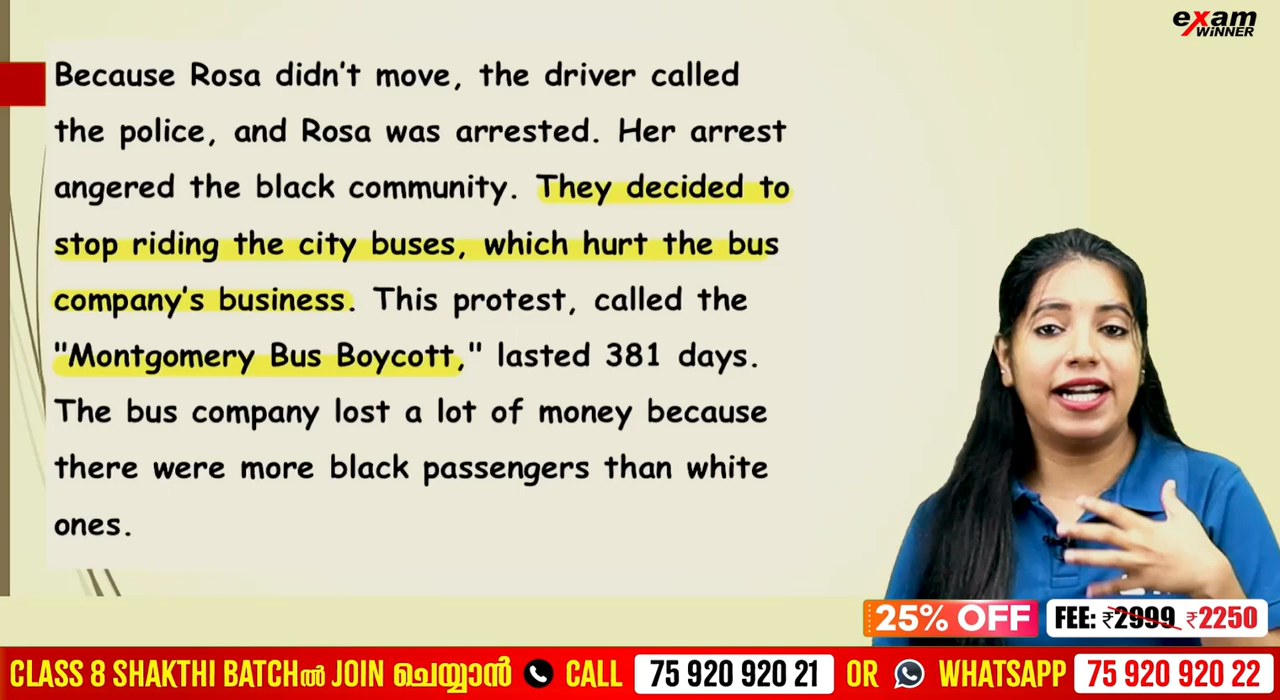 exam
WINNER
Because Rosa didn't move, the driver called
the police, and Rosa was arrested. Her arrest
angered the black community. They decided to
stop riding the city buses, which hurt the bus
company's business. This protest, called the
"Montgomery Bus Boycott," lasted 381 days.
The bus company lost a lot of money because
there were more black passengers than white
ones.
25% OFF FEE: ₹2999 ₹2250
CLASS 8 SHAKTHI BATCHൽ JOIN ചെയ്യാൻ CALL 75 920 920 21 OR WHATSAPP 75 920 920 22